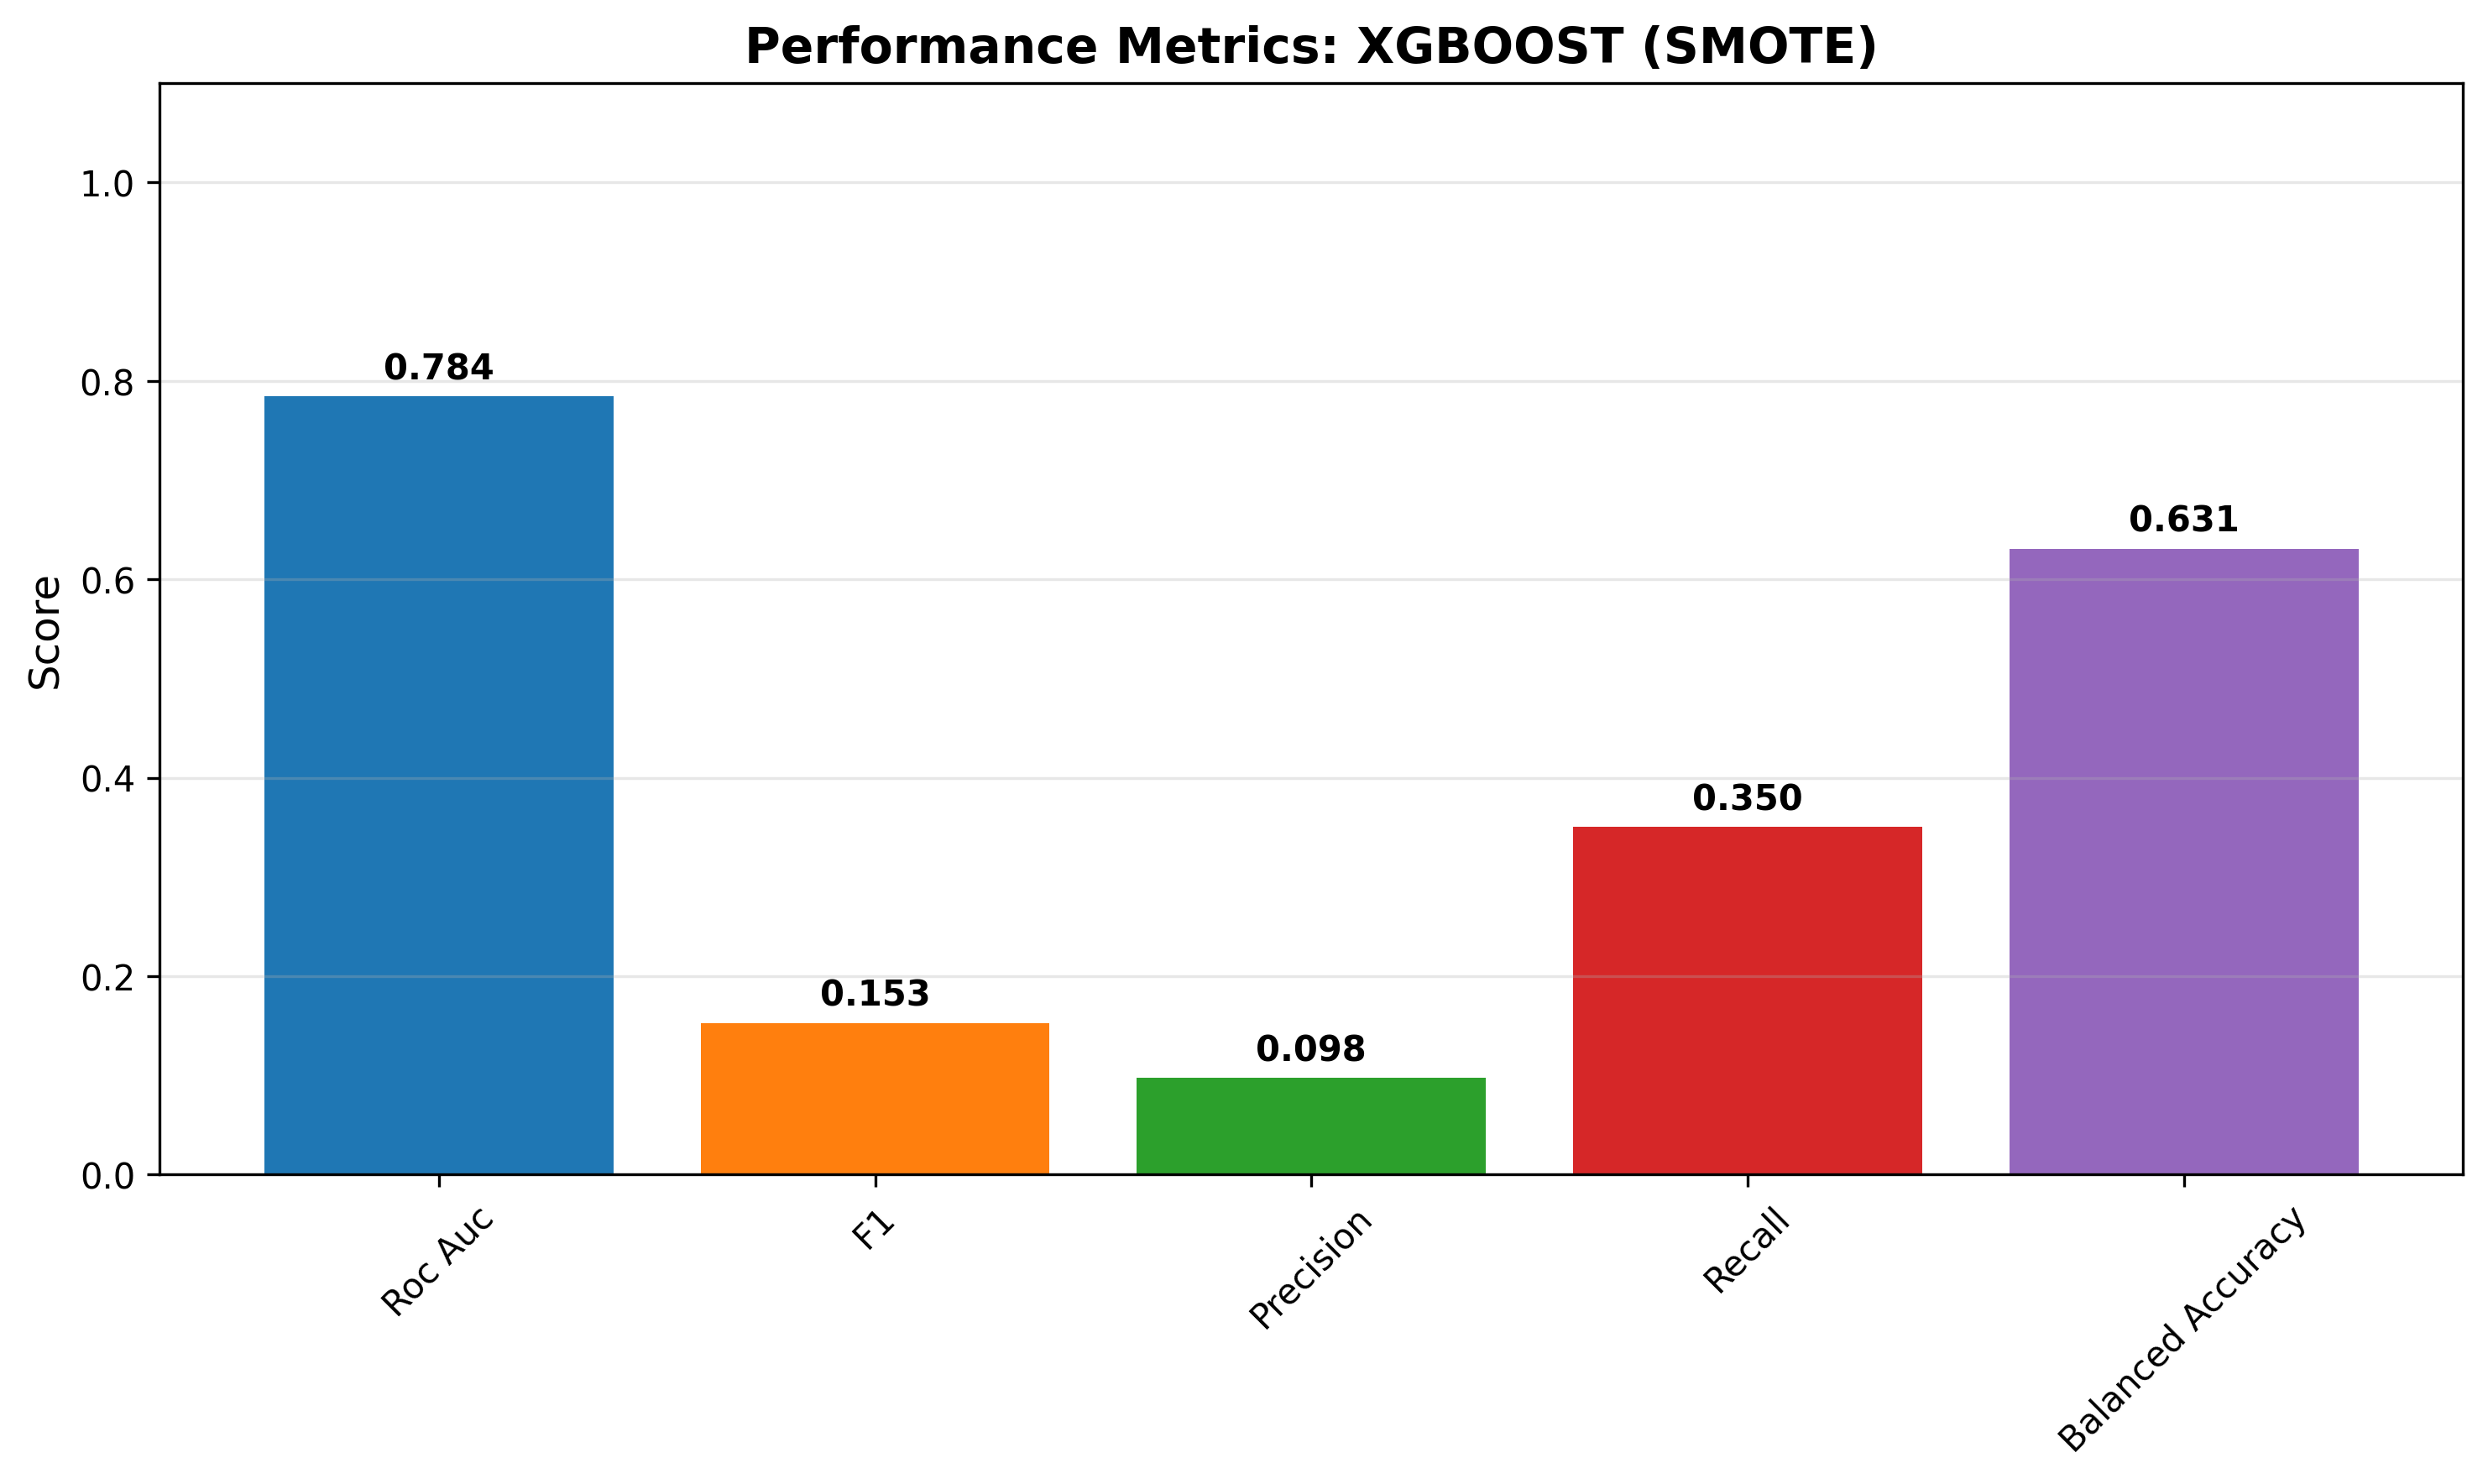 Performance Metrics: XGBOOST (SMOTE)
Score
1.0
0.8
0.6
0.4
0.2
0.0
0.784
0.153
0.098
0.350
0.631
Roc Auc
F1
Precision
Recall
Balanced Accuracy